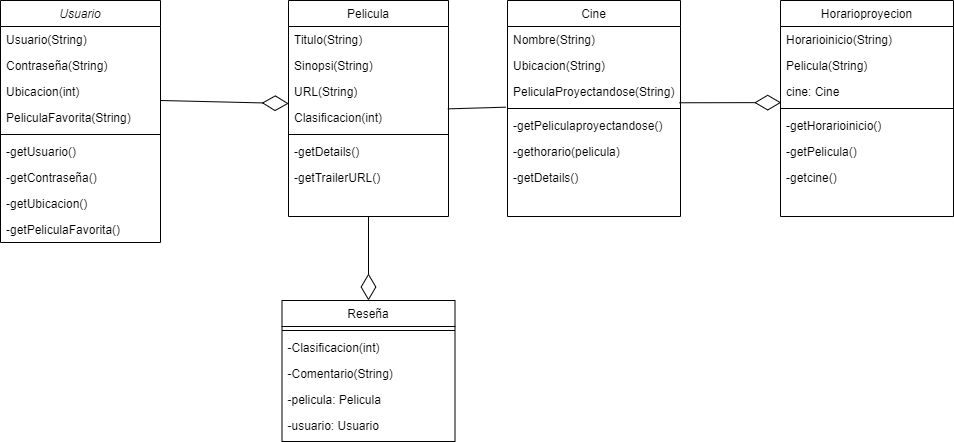 Usuario
Usuario(String)
Contraseña(String)
Ubicacion(int)
PeliculaFavorita(String)
-getUsuario()
-getContraseña()
-getUbicacion()
-getPeliculaFavorita()
Pelicula
Titulo(String)
Sinopsi(String)
URL(String)
Clasificacion(int)
-getDetails()
-getTrailerURL()
Cine
Nombre(String)
Ubicacion(String)
PeliculaProyectandose(String)
-getPeliculaproyectandose()
-gethorario(pelicula)
-getDetails()
Horarioproyecion
Horarioinicio(String)
Pelicula(String)
cine: Cine
-getHorarioinicio()
-getPelicula()
-getcine()
Reseña
-Clasificacion(int)
-Comentario(String)
-pelicula: Pelicula
-usuario: Usuario